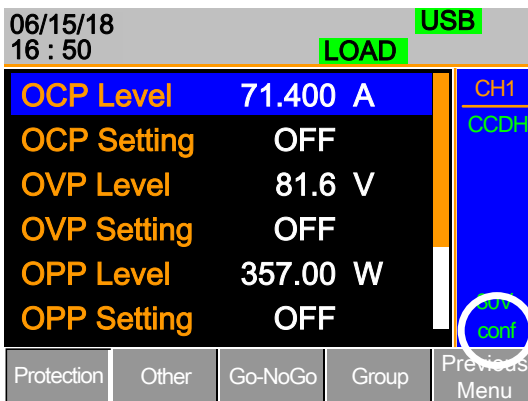 06/15/18
USB
16 : 50
LOAD
OCP Level 71.400 A
OCP Setting OFF
OVP Level 81.6 V
OVP Setting OFF
OPP Level 357.00 W
OPP Setting OFF
CH1
CCDH
80V
conf
Protection
Other
Go-NoGo
Group
Previous
Menu